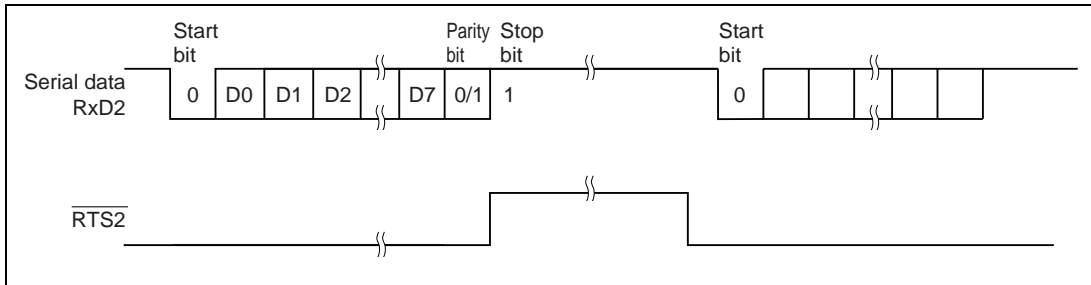 Start bit
Parity bit
Stop bit
Start bit
Serial data RxD2
0 D0 D1 D2 D7 0/1 1 0
RTS2